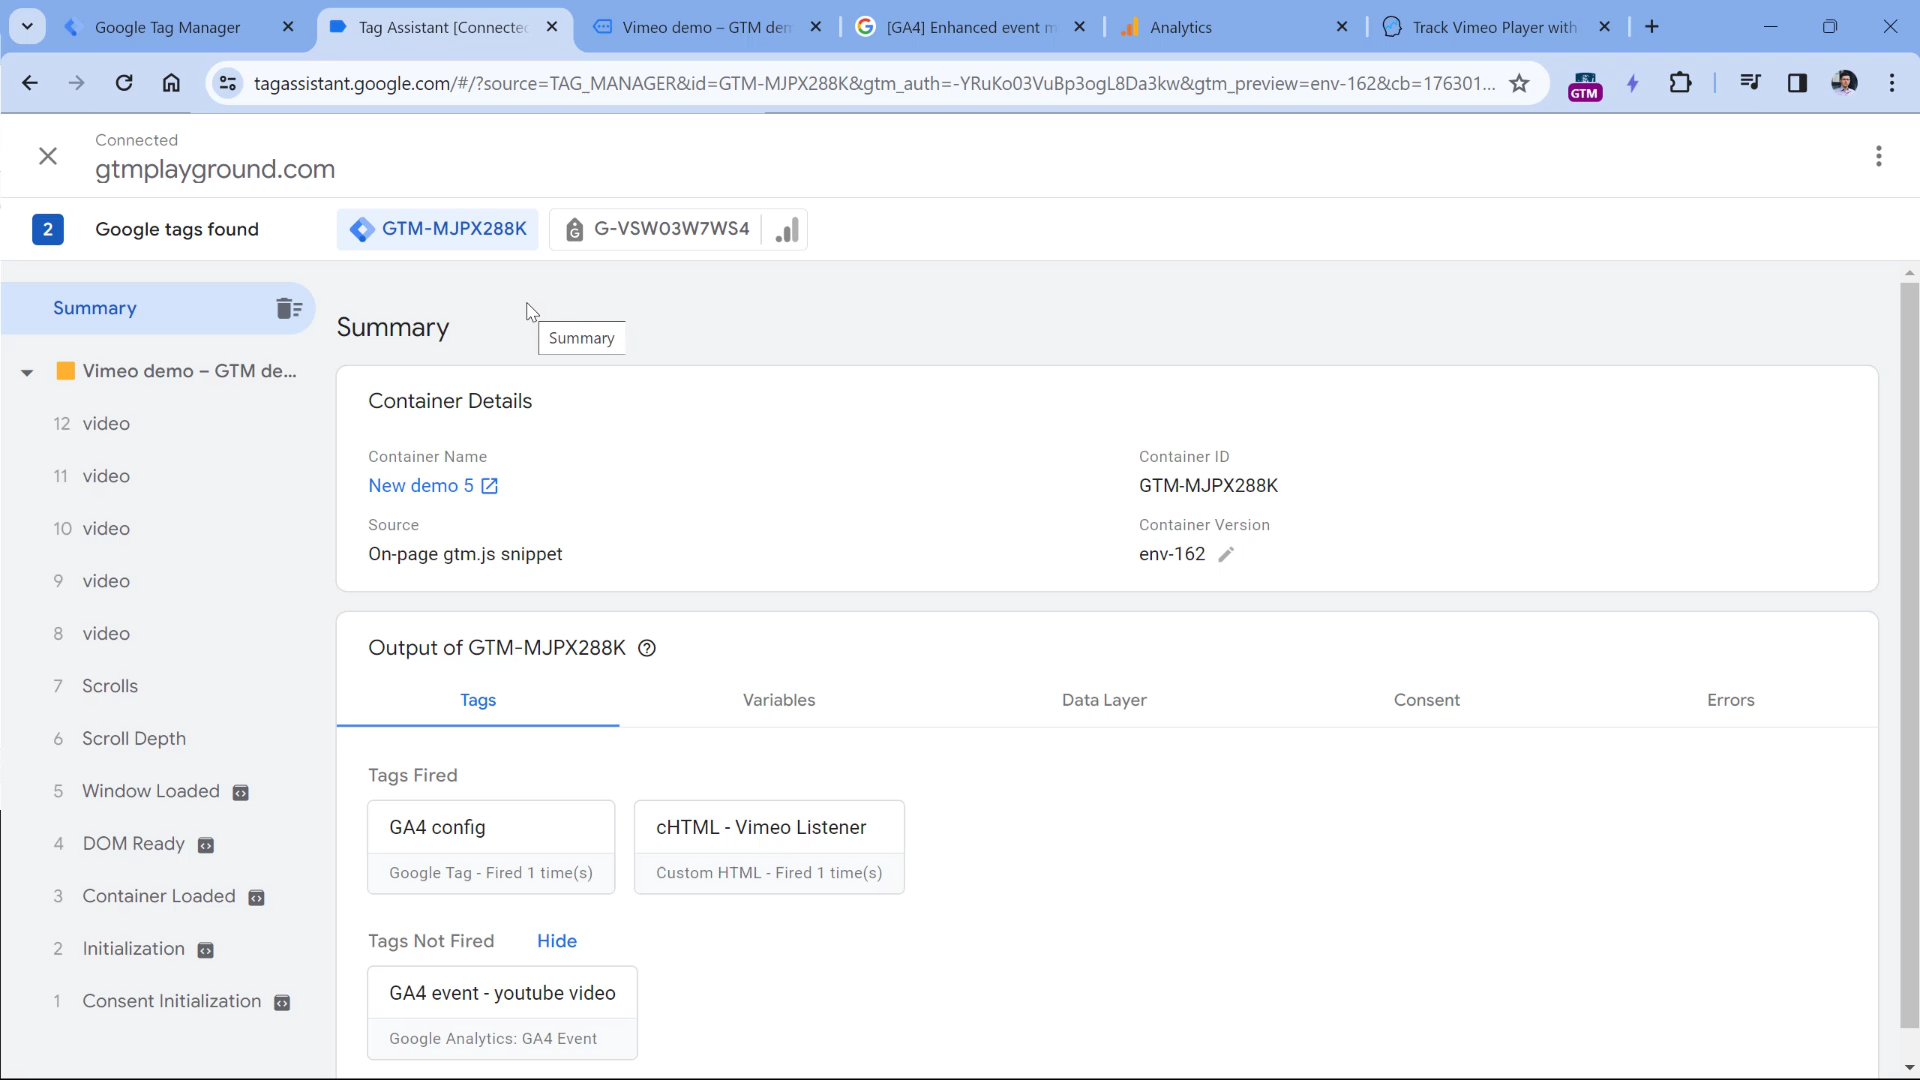 Google Tag Manager
Tag Assistant [Connected
Vimeo demo – GTM dem
[GA4] Enhanced event m
Analytics
Track Vimeo Player with
tagassistant.google.com/#/?source=TAG_MANAGER&id=GTM-MJPX288K&gtm_auth=-YRuKo03VuBp3ogL8Da3kw&gtm_preview=env-162&cb=176301...
GTM
Connected
gtmplayground.com
2
Google tags found
GTM-MJPX288K
G
G-VSW03W7WS4
Summary
Vimeo demo – GTM de...
12 video
11 video
10 video
9 video
8 video
7 Scrolls
6 Scroll Depth
5 Window Loaded
4 DOM Ready
3 Container Loaded
2 Initialization
1 Consent Initialization
Summary
Summary
Container Details
Container Name
New demo 5
Container ID
GTM-MJPX288K
Source
On-page gtm.js snippet
Container Version
env-162
Output of GTM-MJPX288K
Tags
Variables
Data Layer
Consent
Errors
Tags Fired
GA4 config
Google Tag - Fired 1 time(s)
cHTML - Vimeo Listener
Custom HTML - Fired 1 time(s)
Tags Not Fired
Hide
GA4 event - youtube video
Google Analytics: GA4 Event